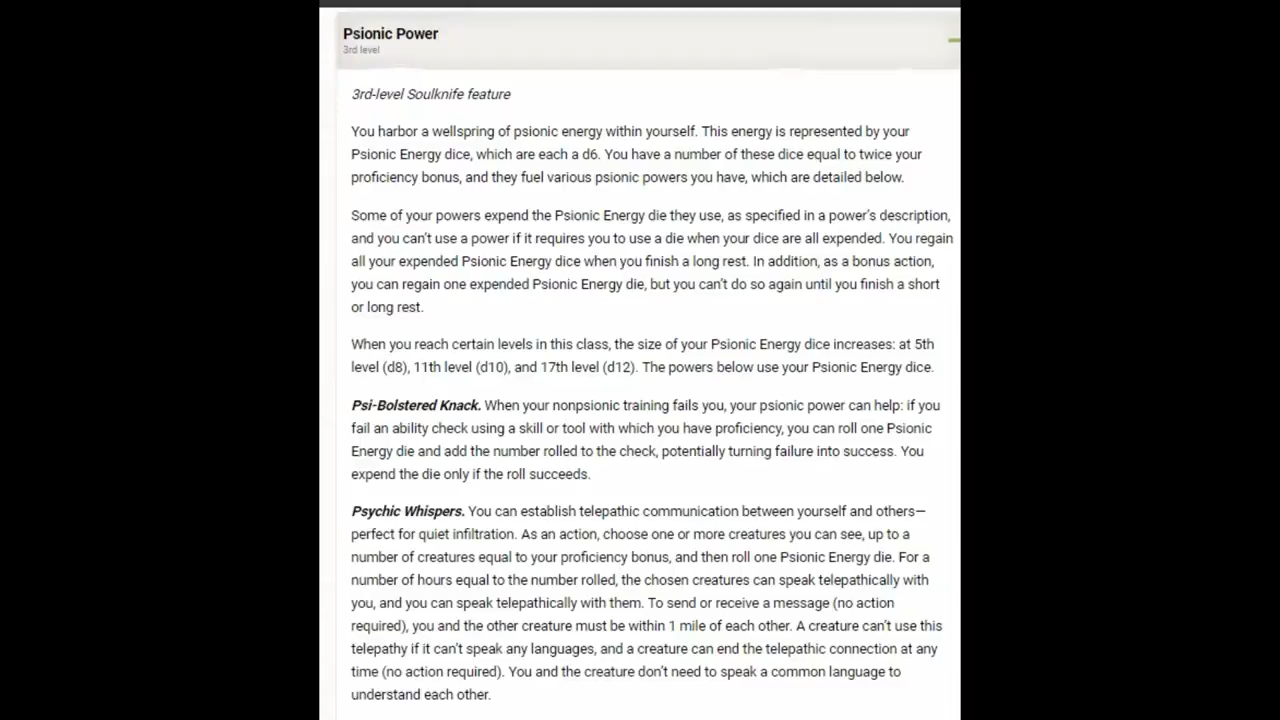 Psionic Power
3rd level
3rd-level Soulknife feature
You harbor a wellspring of psionic energy within yourself. This energy is represented by your
Psionic Energy dice, which are each a d6. You have a number of these dice equal to twice your
proficiency bonus, and they fuel various psionic powers you have, which are detailed below.
Some of your powers expend the Psionic Energy die they use, as specified in a power's description,
and you can't use a power if it requires you to use a die when your dice are all expended. You regain
all your expended Psionic Energy dice when you finish a long rest. In addition, as a bonus action,
you can regain one expended Psionic Energy die, but you can't do so again until you finish a short
or long rest.
When you reach certain levels in this class, the size of your Psionic Energy dice increases: at 5th
level (d8), 11th level (d10), and 17th level (d12). The powers below use your Psionic Energy dice.
Psi-Bolstered Knack. When your nonpsionic training fails you, your psionic power can help: if you
fail an ability check using a skill or tool with which you have proficiency, you can roll one Psionic
Energy die and add the number rolled to the check, potentially turning failure into success. You
expend the die only if the roll succeeds.
Psychic Whispers. You can establish telepathic communication between yourself and others—
perfect for quiet infiltration. As an action, choose one or more creatures you can see, up to a
number of creatures equal to your proficiency bonus, and then roll one Psionic Energy die. For a
number of hours equal to the number rolled, the chosen creatures can speak telepathically with
you, and you can speak telepathically with them. To send or receive a message (no action
required), you and the other creature must be within 1 mile of each other. A creature can't use this
telepathy if it can't speak any languages, and a creature can end the telepathic connection at any
time (no action required). You and the creature don't need to speak a common language to
understand each other.